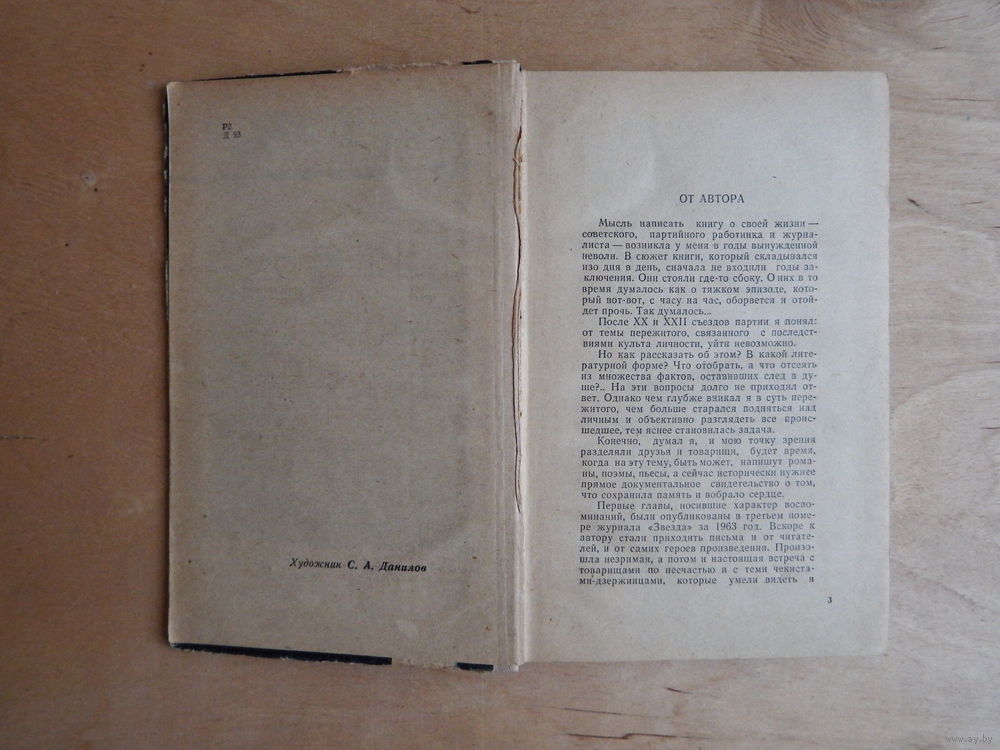 Р2
Д 93
Художник С. А. Данилов
ОТ АВТОРА
Мысль написать книгу о своей жизни —
советского, партийного работника и журна-
листа — возникла у меня в годы вынужденной
неволи. В сюжет книги, который складывался
изо дня в день, сначала не входили годы за-
ключения. Они стояли где-то сбоку. О них в то
время думалось как о тяжком эпизоде, кото-
рый вот-вот, с часу на час, оборвется и отой-
дет прочь. Так думалось...
После XX и XXII съездов партии я понял:
от темы пережитого, связанного с последст-
виями культа личности, уйти невозможно.
Но как рассказать об этом? В какой лите-
ратурной форме? Что отобрать, а что отсеять
из множества фактов, оставивших след в ду-
ше?.. На эти вопросы долго не приходил от-
вет. Однако чем глубже вникал я в суть пере-
житого, чем больше старался подняться над
личным и объективно разглядеть все проис-
шедшее, тем яснее становилась задача.
Конечно, думал я, и мою точку зрения
разделяли друзья и товарищи, будет время,
когда на эту тему, быть может, напишут рома-
ны, поэмы, пьесы, а сейчас исторически нужнее
прямое документальное свидетельство о том,
что сохранила память и вобрало сердце.
Первые главы, носившие характер воспо-
минаний, были опубликованы в третьем номе-
ре журнала «Звезда» за 1963 год. Вскоре к
автору стали приходить письма и от читате-
лей, и от самих героев произведения. Произо-
шла незримая, а потом и настоящая встреча с
товарищами по несчастью и с теми чекиста-
ми-дзержинцами, которые умели видеть и
3
www.ay.by